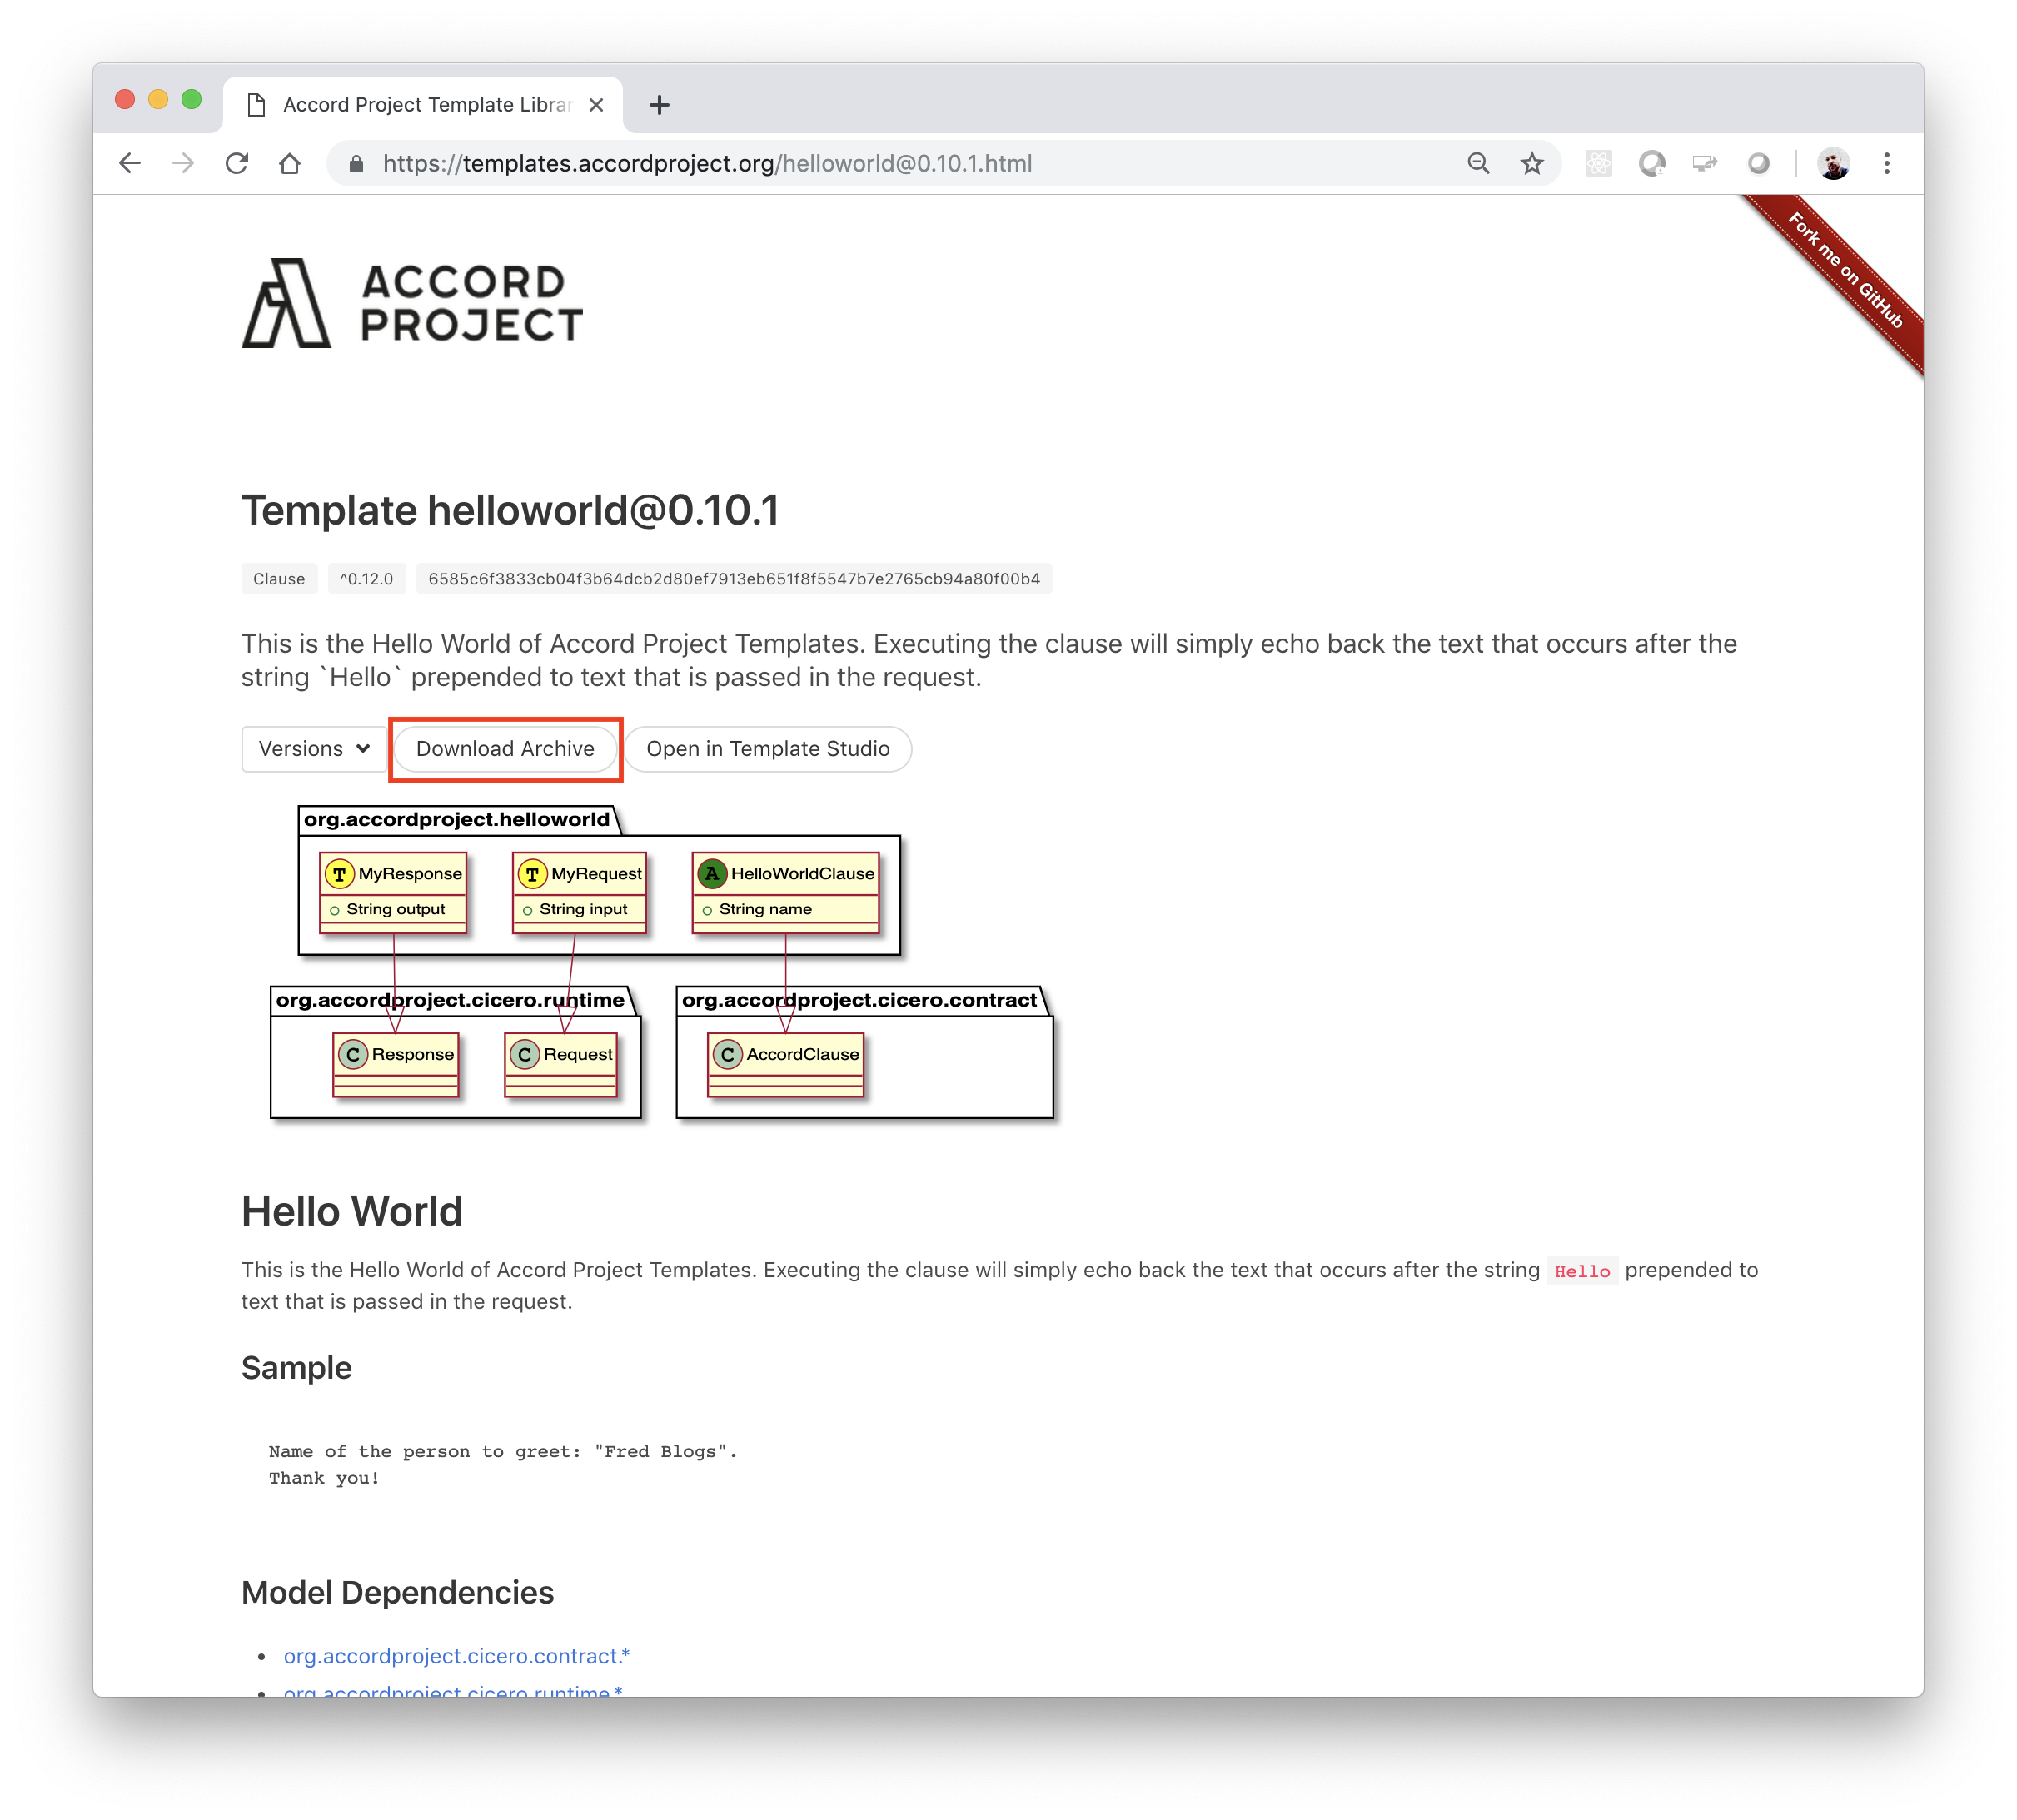 Accord Project Template Librar
https://templates.accordproject.org/helloworld@0.10.1.html
Fork me on GitHub
ACCORD
PROJECT
Template helloworld@0.10.1
Clause ^0.12.0 6585c6f3833cb04f3b64dcb2d80ef7913eb651f8f5547b7e2765cb94a80f00b4
This is the Hello World of Accord Project Templates. Executing the clause will simply echo back the text that occurs after the
string `Hello` prepended to text that is passed in the request.
Versions Download Archive Open in Template Studio
org.accordproject.helloworld
T MyResponse T MyRequest A HelloWorldClause
String output String input String name
org.accordproject.cicero.runtime org.accordproject.cicero.contract
C Response C Request C AccordClause
Hello World
This is the Hello World of Accord Project Templates. Executing the clause will simply echo back the text that occurs after the string Hello prepended to
text that is passed in the request.
Sample
Name of the person to greet: "Fred Blogs".
Thank you!
Model Dependencies
• org.accordproject.cicero.contract.*
• org.accordproject.cicero.runtime.*